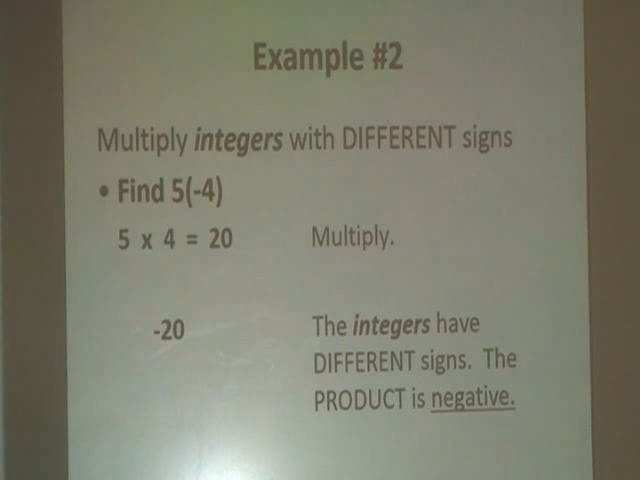 Example #2
Multiply integers with DIFFERENT signs
• Find 5(-4)
5 x 4 = 20 Multiply.
-20 The integers have
DIFFERENT signs. The
PRODUCT is negative.